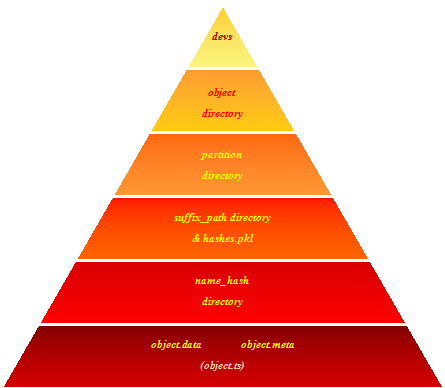 devs
object
directory
partition
directory
suffix_path directory
& hashes.pkl
name_hash
directory
object.data object.meta
(object.ts)